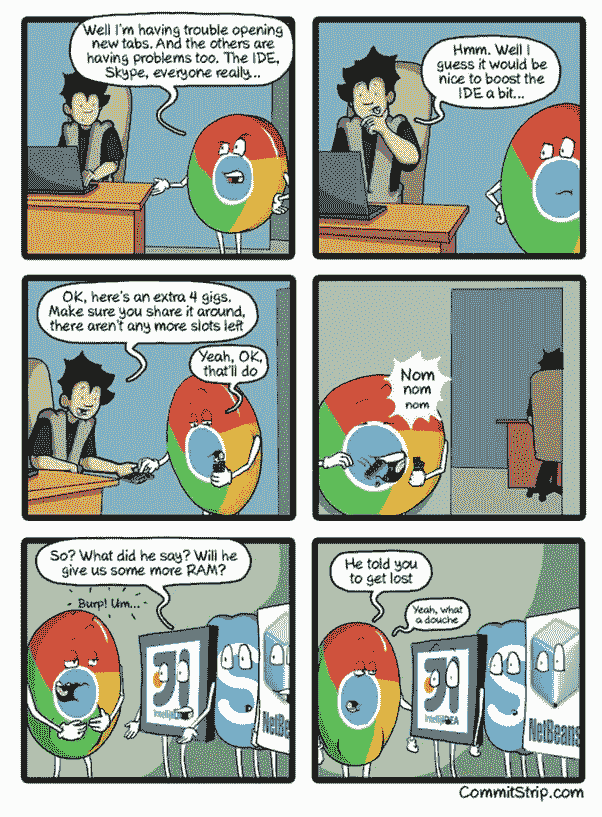 Well I'm having trouble opening
new tabs. And the others are
having problems too. The IDE,
Skype, everyone really...
Hmm. Well I
guess it would be
nice to boost the
IDE a bit...
OK, here's an extra 4 gigs.
Make sure you share it around,
there aren't any more slots left
Yeah, OK,
that'll do
Nom
nom
nom
So? What did he say? Will he
give us some more RAM?
Burp! Um...
IntelliJ IDEA
S
NetBeans
He told you
to get lost
Yeah, what
a douche
IntelliJ IDEA
S
NetBeans
CommitStrip.com